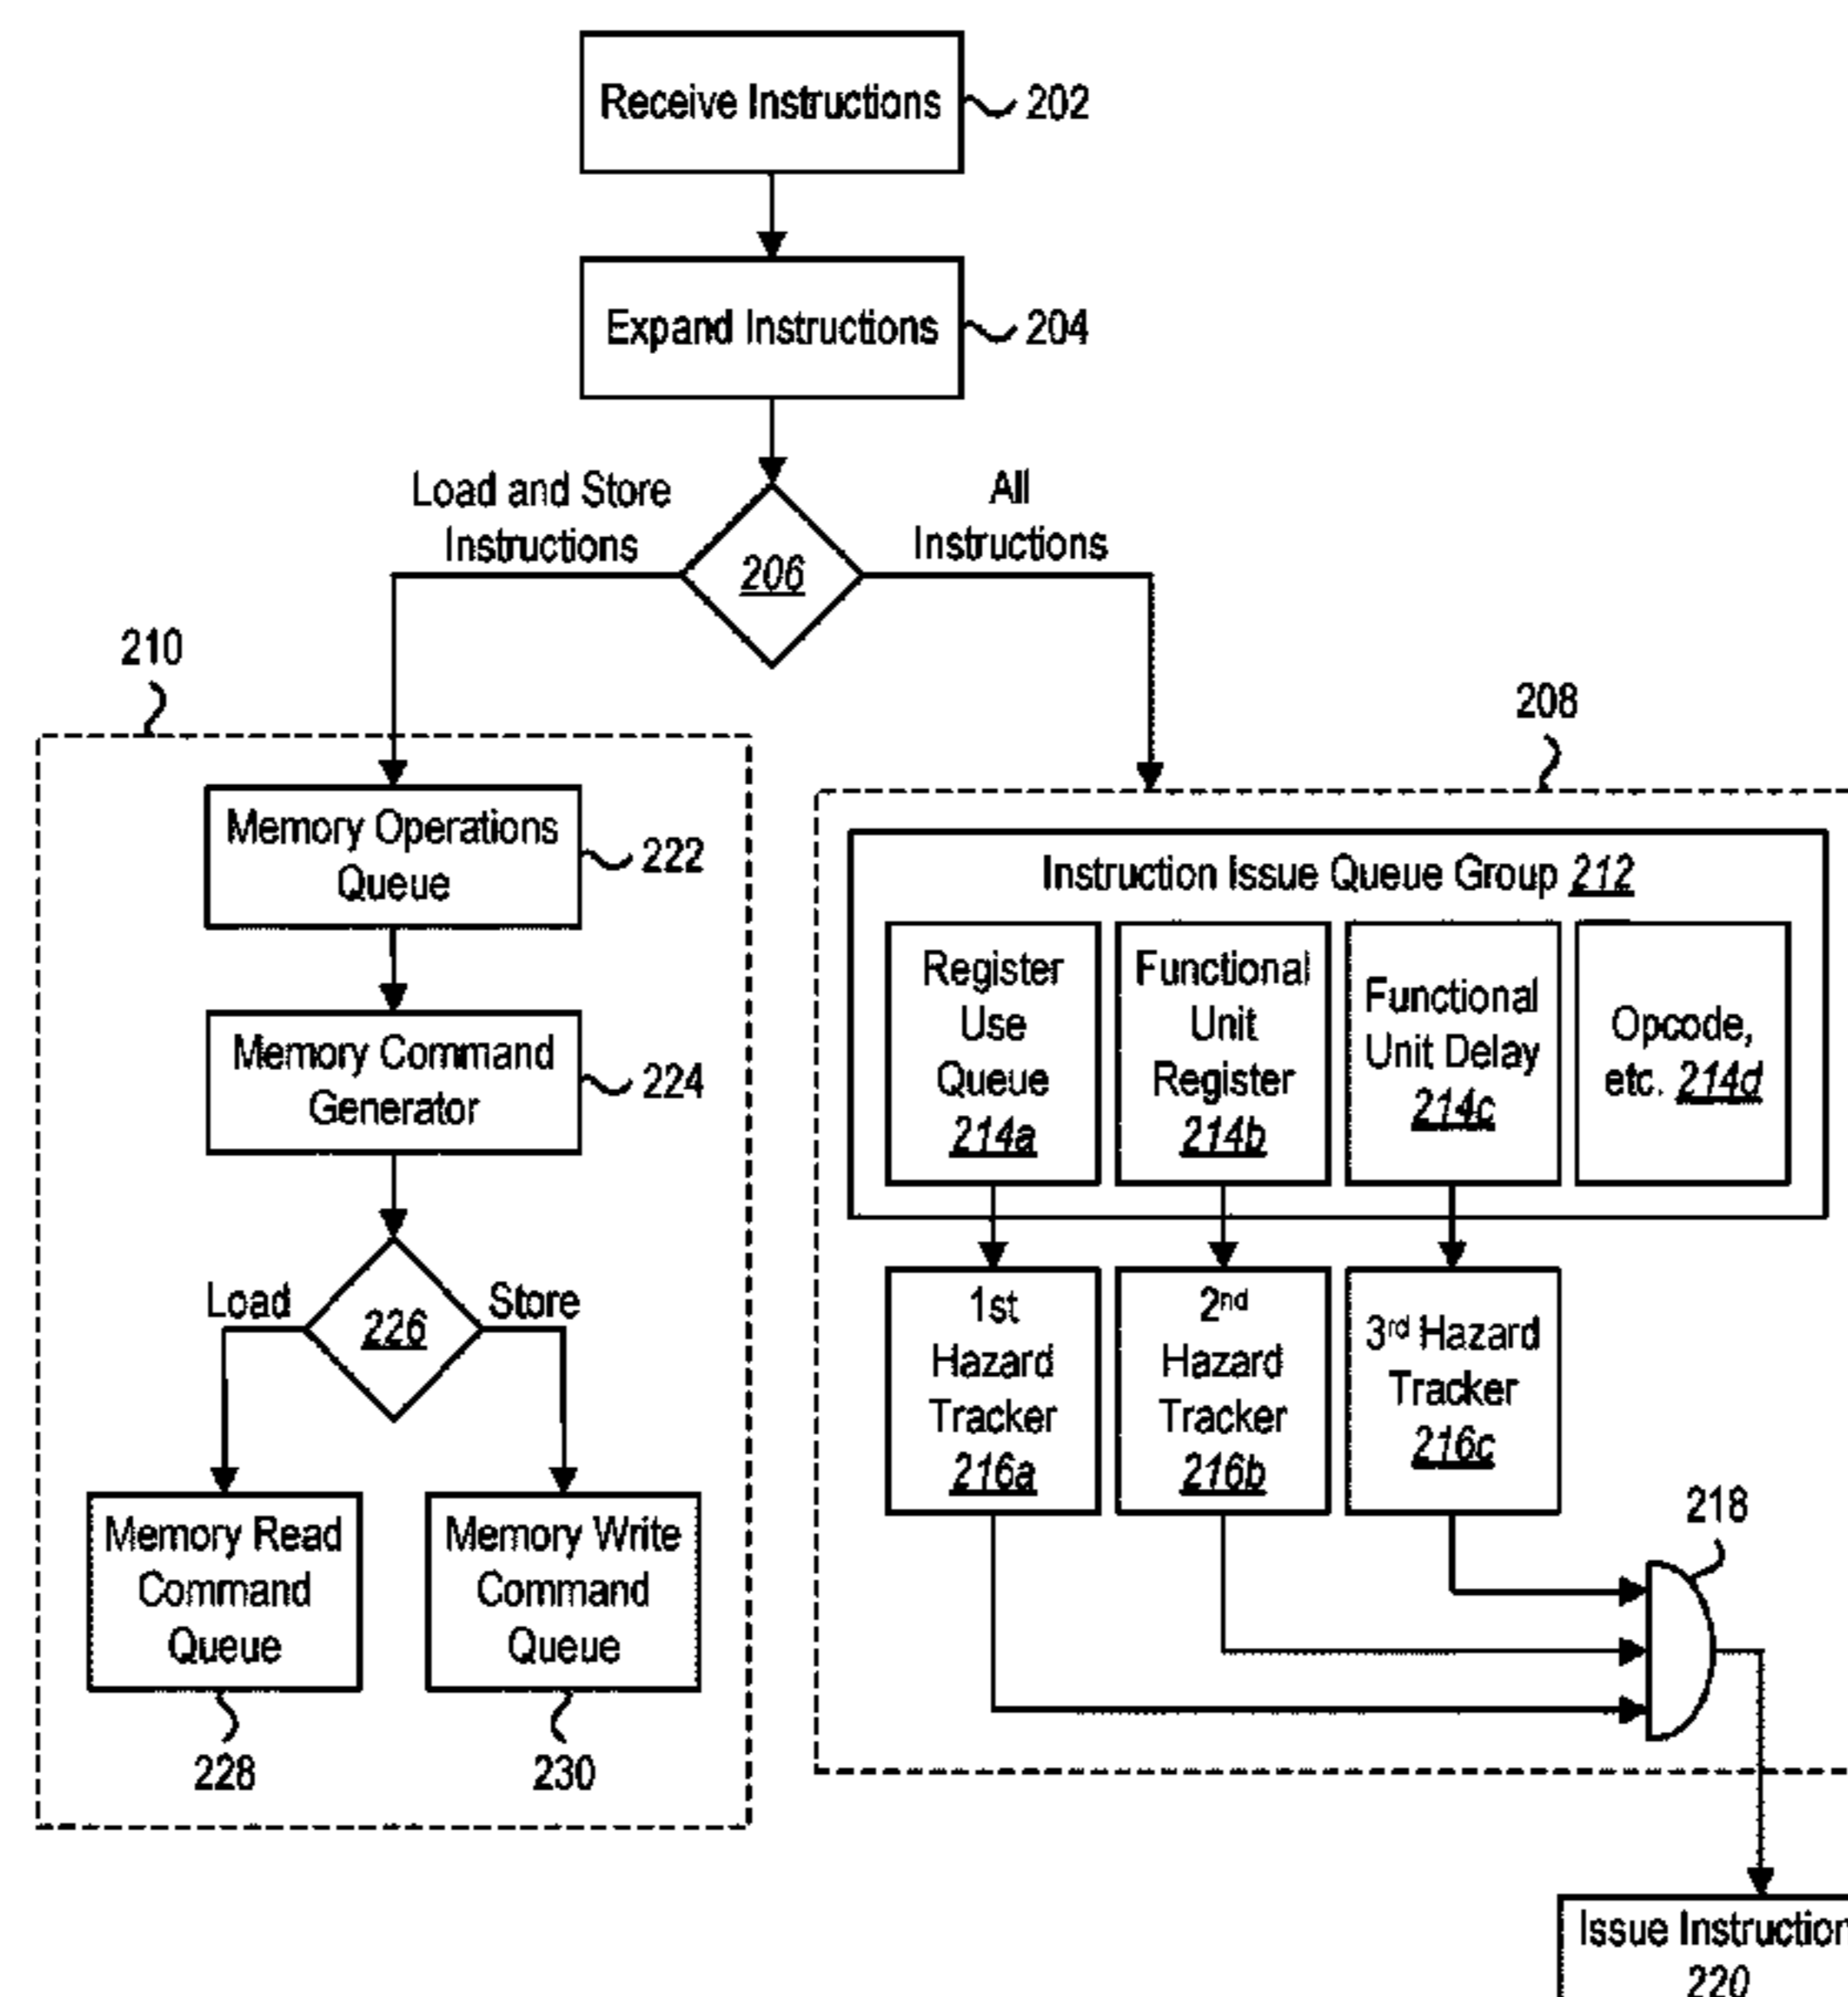 Receive Instructions
202
Expand Instructions
204
Load and Store
Instructions
All
Instructions
206
210
208
Memory Operations
Queue
222
Memory Command
Generator
224
Load
226
Store
Memory Read
Command
Queue
228
Memory Write
Command
Queue
230
Instruction Issue Queue Group 212
Register
Use
Queue
214a
Functional
Unit
Register
214b
Functional
Unit Delay
214c
Opcode,
etc. 214d
1st
Hazard
Tracker
216a
2nd
Hazard
Tracker
216b
3rd Hazard
Tracker
216c
218
Issue Instruction
220